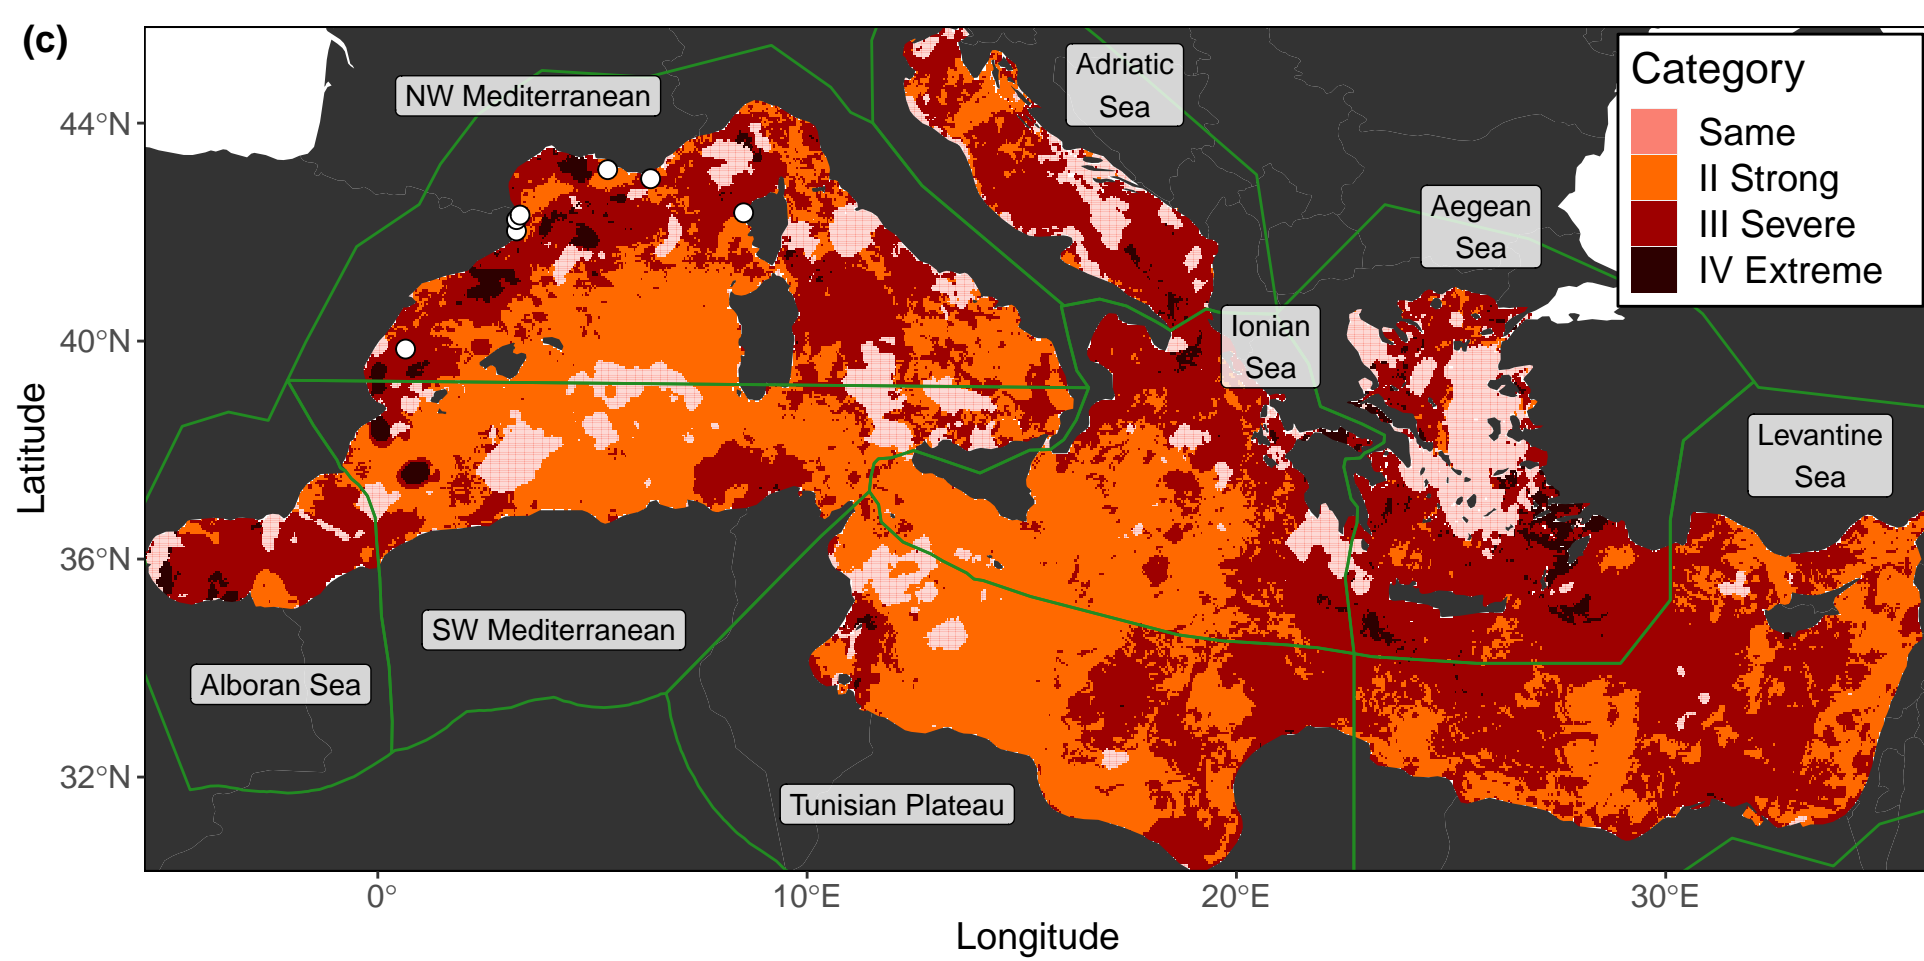 (c)
NW Mediterranean
Adriatic
Sea
Aegean
Sea
Ionian
Sea
Levantine
Sea
SW Mediterranean
Alboran Sea
Tunisian Plateau
Category
Same
II Strong
III Severe
IV Extreme
44°N
40°N
36°N
32°N
Latitude
0°
10°E
20°E
30°E
Longitude